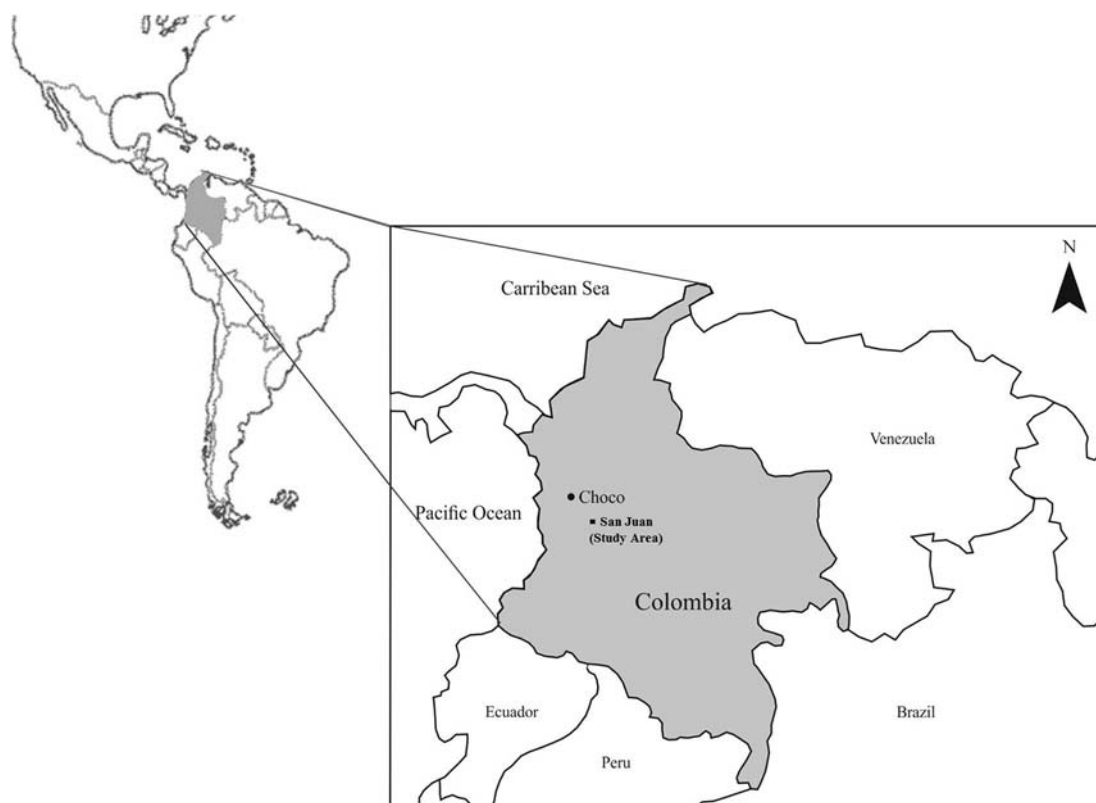 N
Carribean Sea
Venezuela
Choco
Pacific Ocean
San Juan
(Study Area)
Colombia
Ecuador
Brazil
Peru